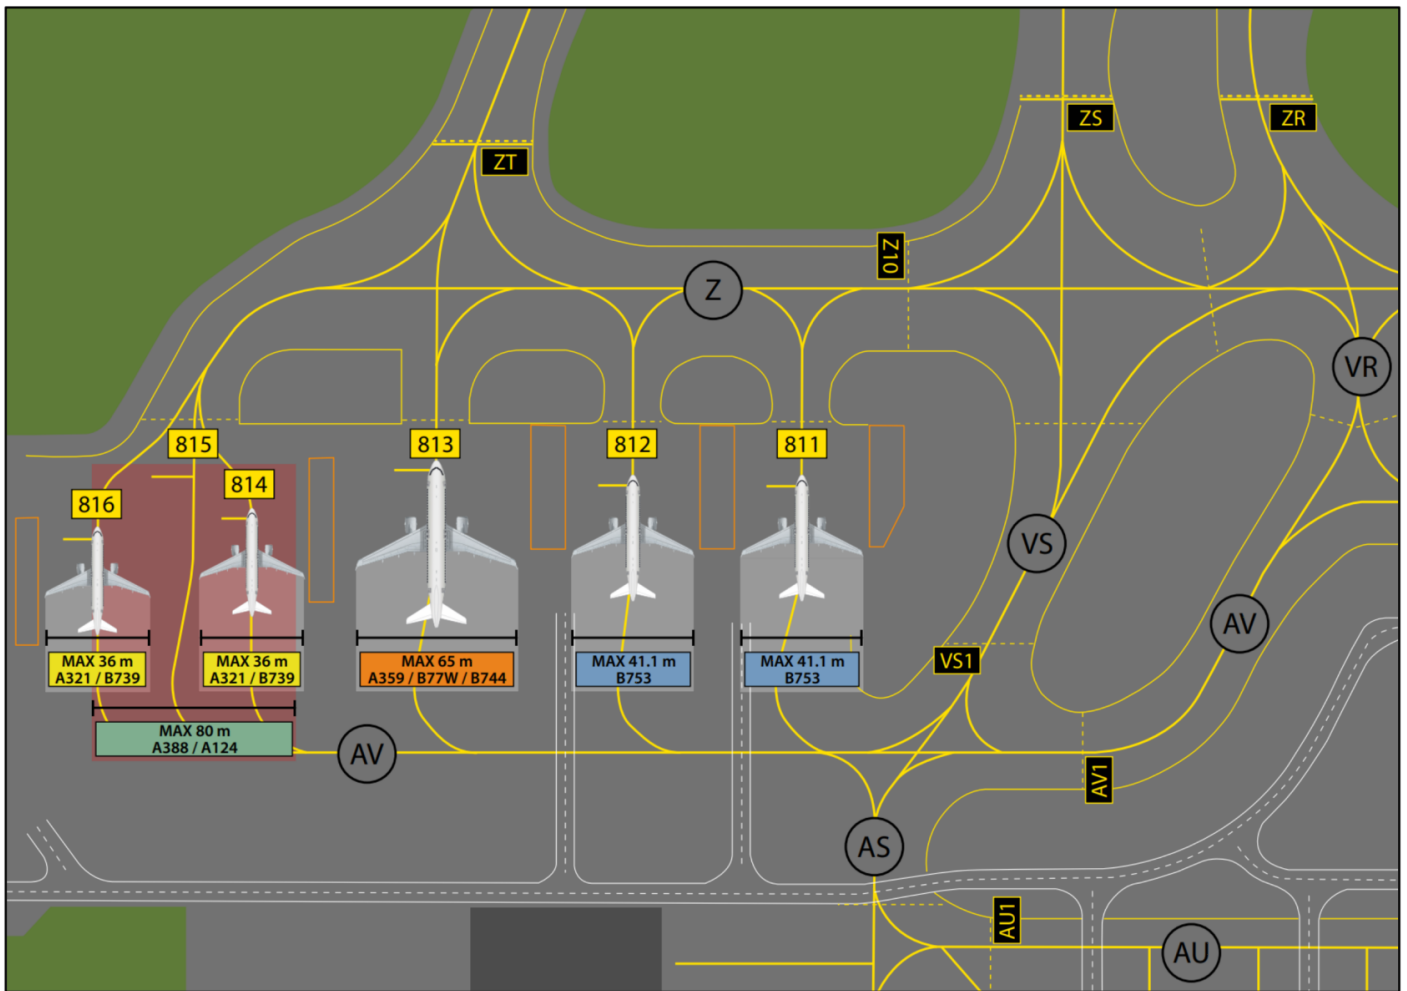 ZS
ZR
ZT
Z10
Z
VR
815
813
812
811
814
816
VS
AV
MAX 36 m
A321 / B739
MAX 36 m
A321 / B739
MAX 65 m
A359 / B77W / B744
MAX 41.1 m
B753
MAX 41.1 m
B753
VS1
MAX 80 m
A388 / A124
AV
AV1
AS
AU1
AU